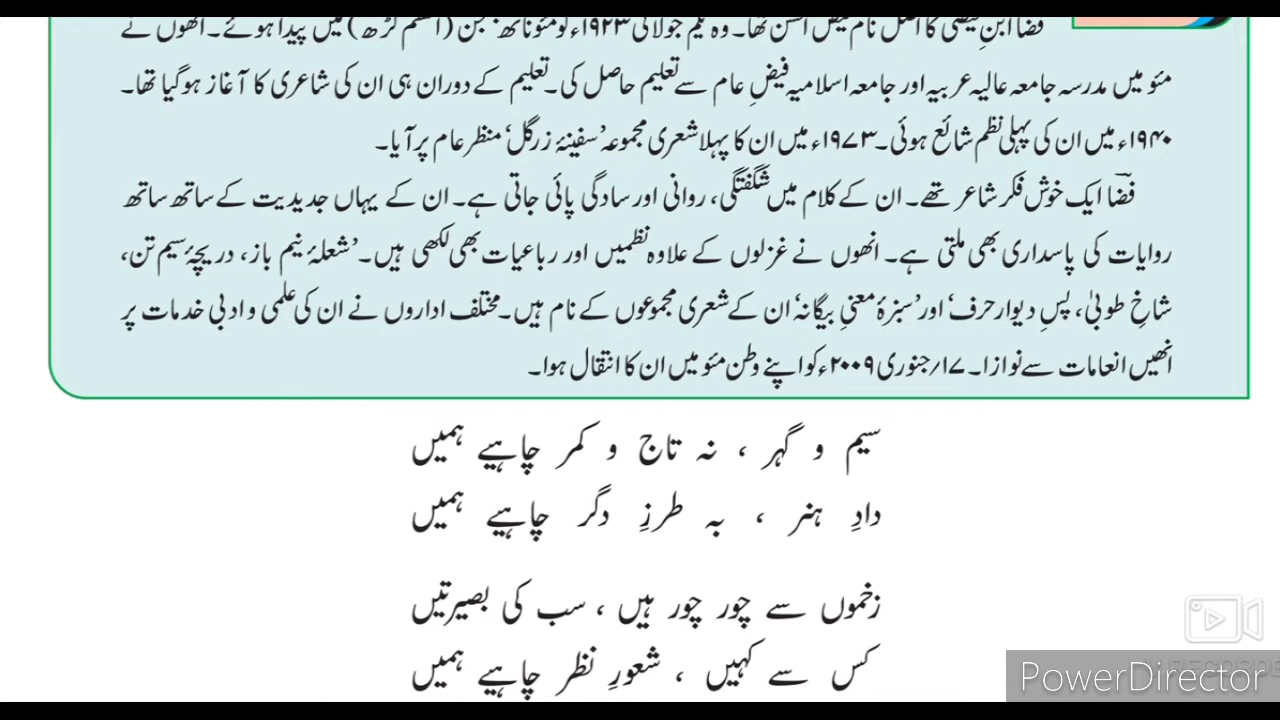 فضا ابنِ فیضی کا اصل نام فیض الحسن تھا۔ وہ یکم جولائی ۱۹۲۳ء کو مئوناتھ بھنجن (اعظم گڑھ) میں پیدا ہوئے۔ انھوں نے
مئو میں مدرسہ جامعہ عالیہ عربیہ اور جامعہ اسلامیہ فیضِ عام سے تعلیم حاصل کی۔ تعلیم کے دوران ہی ان کی شاعری کا آغاز ہوگیا تھا۔
۱۹۴۰ء میں ان کی پہلی نظم شائع ہوئی۔ ۱۹۷۳ء میں ان کا پہلا شعری مجموعہ ’سفینۂ زرگل‘ منظر عام پر آیا۔
فضاؔ ایک خوش فکر شاعر تھے۔ ان کے کلام میں شگفتگی، روانی اور سادگی پائی جاتی ہے۔ ان کے یہاں جدیدیت کے ساتھ ساتھ
روایات کی پاسداری بھی ملتی ہے۔ انھوں نے غزلوں کے علاوہ نظمیں اور رباعیات بھی لکھی ہیں۔ ’شعلۂ نیم باز، دریچۂ سیم تن،
شاخِ طوبیٰ، پسِ دیوار حرف‘ اور ’سبزۂ معنیِ بیگانہ‘ ان کے شعری مجموعوں کے نام ہیں۔ مختلف اداروں نے ان کی علمی و ادبی خدمات پر
انھیں انعامات سے نوازا۔ ۱۷؍جنوری ۲۰۰۹ء کو اپنے وطن مئو میں ان کا انتقال ہوا۔
سیم و گہر ، نہ تاج و کمر چاہیے ہمیں
دادِ ہنر ، بہ طرزِ دگر چاہیے ہمیں
زخموں سے چور چور ہیں ، سب کی بصیرتیں
کس سے کہیں ، شعورِ نظر چاہیے ہمیں
PowerDirector